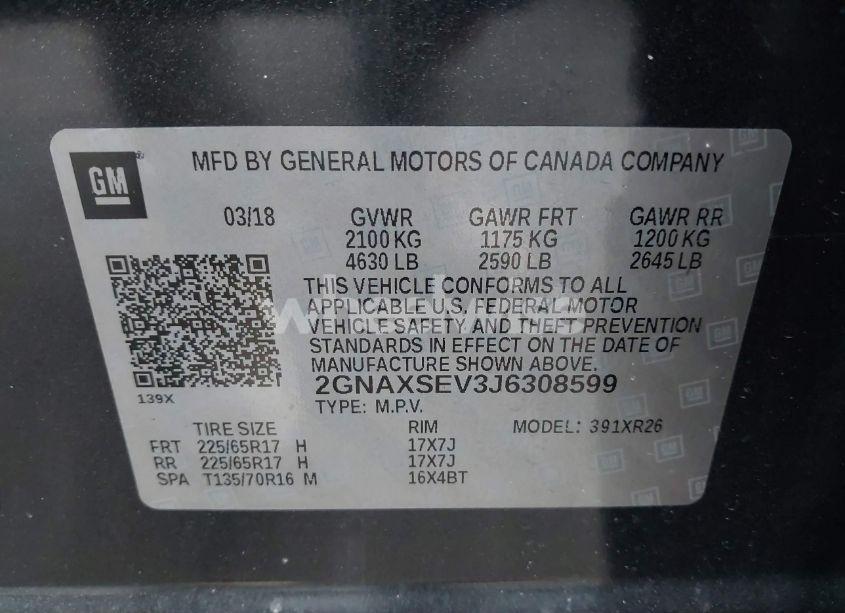 GM
MFD BY GENERAL MOTORS OF CANADA COMPANY
03/18 GVWR GAWR FRT GAWR RR
2100 KG 1175 KG 1200 KG
4630 LB 2590 LB 2645 LB
THIS VEHICLE CONFORMS TO ALL
APPLICABLE U.S. FEDERAL MOTOR
VEHICLE SAFETY AND THEFT PREVENTION
STANDARDS IN EFFECT ON THE DATE OF
MANUFACTURE SHOWN ABOVE.
2GNAXSEV3J6308599
139X
TYPE: M.P.V.
TIRE SIZE RIM MODEL: 391XR26
FRT 225/65R17 H 17X7J
RR 225/65R17 H 17X7J
SPA T135/70R16 M 16X4BT